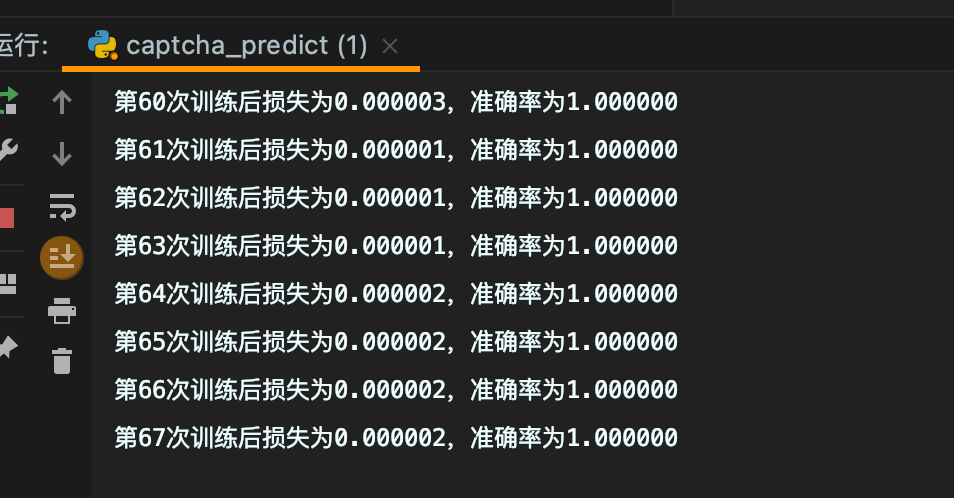 运行:
captcha_predict (1)
第60次训练后损失为0.000003，准确率为1.000000
第61次训练后损失为0.000001，准确率为1.000000
第62次训练后损失为0.000001，准确率为1.000000
第63次训练后损失为0.000001，准确率为1.000000
第64次训练后损失为0.000002，准确率为1.000000
第65次训练后损失为0.000002，准确率为1.000000
第66次训练后损失为0.000002，准确率为1.000000
第67次训练后损失为0.000002，准确率为1.000000